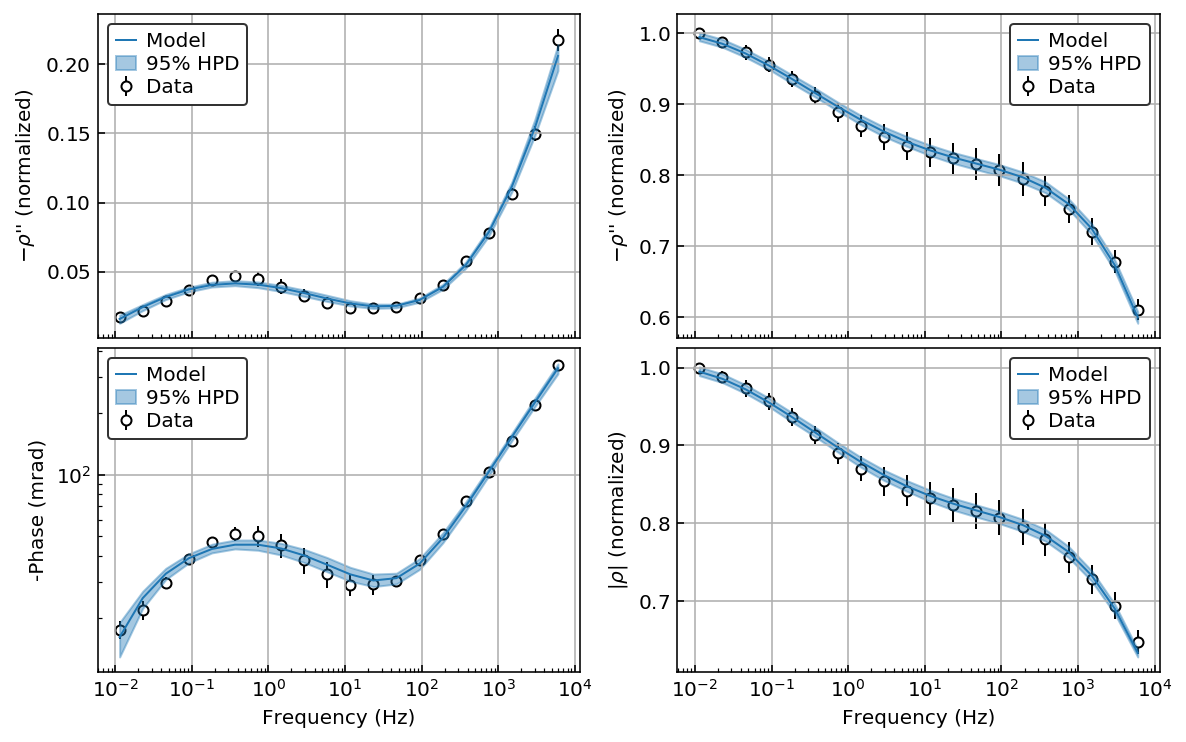 −ρ'' (normalized)
0.20
0.15
0.10
0.05
Model
95% HPD
Data
−ρ'' (normalized)
1.0
0.9
0.8
0.7
0.6
Model
95% HPD
Data
-Phase (mrad)
10²
Model
95% HPD
Data
10⁻² 10⁻¹ 10⁰ 10¹ 10² 10³ 10⁴
Frequency (Hz)
|ρ| (normalized)
1.0
0.9
0.8
0.7
Model
95% HPD
Data
10⁻² 10⁻¹ 10⁰ 10¹ 10² 10³ 10⁴
Frequency (Hz)